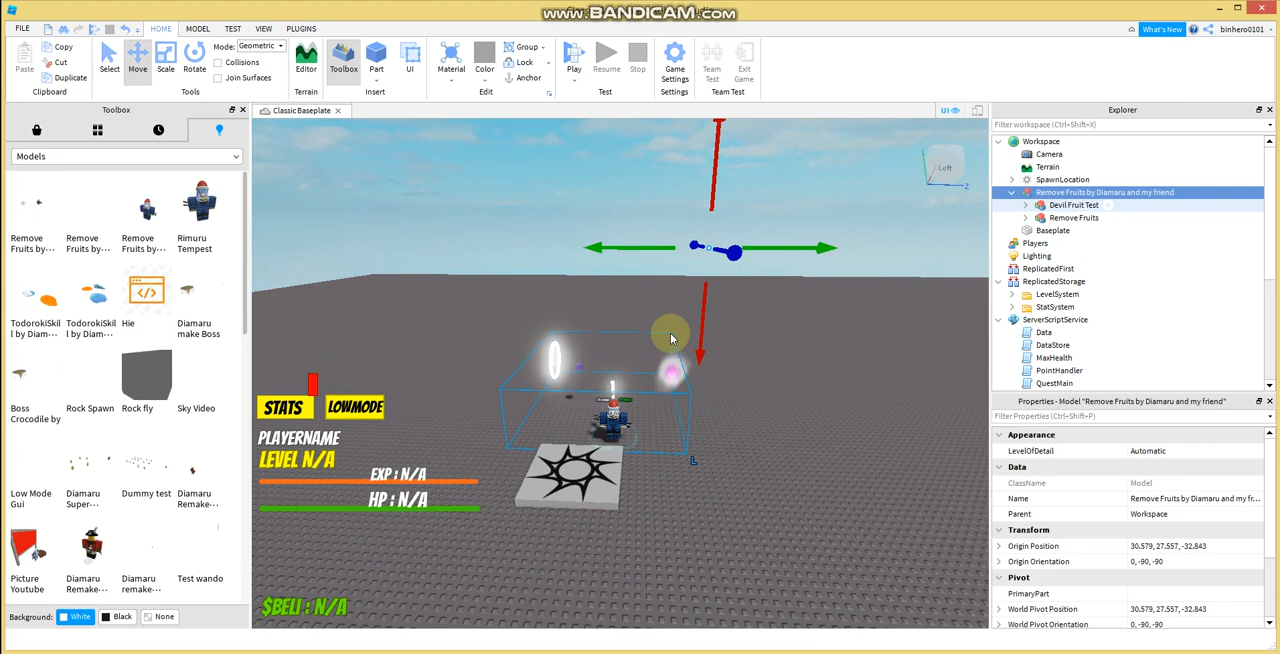 www.BANDICAM.com
FILE HOME MODEL TEST VIEW PLUGINS What's New binhero0101
Paste Copy Cut Duplicate Clipboard
Select Move Scale Rotate Mode: Geometric Collisions Join Surfaces Tools
Editor Terrain
Toolbox Part UI Insert
Material Color Group Lock Anchor Edit
Play Resume Stop Test
Game Settings Settings
Team Test Exit Game Team Test
Toolbox
Models
Remove Fruits by...
Remove Fruits by...
Remove Fruits by...
Rimuru Tempest
TodorokiSkil l by Diam...
TodorokiSkil l by Diam...
Hie
Diamaru make Boss
Boss Crocodile by
Rock Spawn
Rock fly
Sky Video
Low Mode Gui
Diamaru Super-...
Dummy test
Diamaru Remake-...
Picture Youtube
Diamaru Remake-...
Diamaru remake-...
Test wando
Background: White Black None
Classic Baseplate
UI
Left
Z
STATS LOWMODE
PLAYERNAME
LEVEL N/A
EXP : N/A
HP : N/A
L
$BELI : N/A
Explorer
Filter workspace (Ctrl+Shift+X)
Workspace
Camera
Terrain
SpawnLocation
Remove Fruits by Diamaru and my friend
Devil Fruit Test
Remove Fruits
Baseplate
Players
Lighting
ReplicatedFirst
ReplicatedStorage
LevelSystem
StatSystem
ServerScriptService
Data
DataStore
MaxHealth
PointHandler
QuestMain
Properties - Model "Remove Fruits by Diamaru and my friend"
Filter Properties (Ctrl+Shift+P)
Appearance
LevelOfDetail Automatic
Data
ClassName Model
Name Remove Fruits by Diamaru and my fr...
Parent Workspace
Transform
Origin Position 30.579, 27.557, -32.843
Origin Orientation 0, -90, -90
Pivot
PrimaryPart
World Pivot Position 30.579, 27.557, -32.843
World Pivot Orientation 0, -90, -90